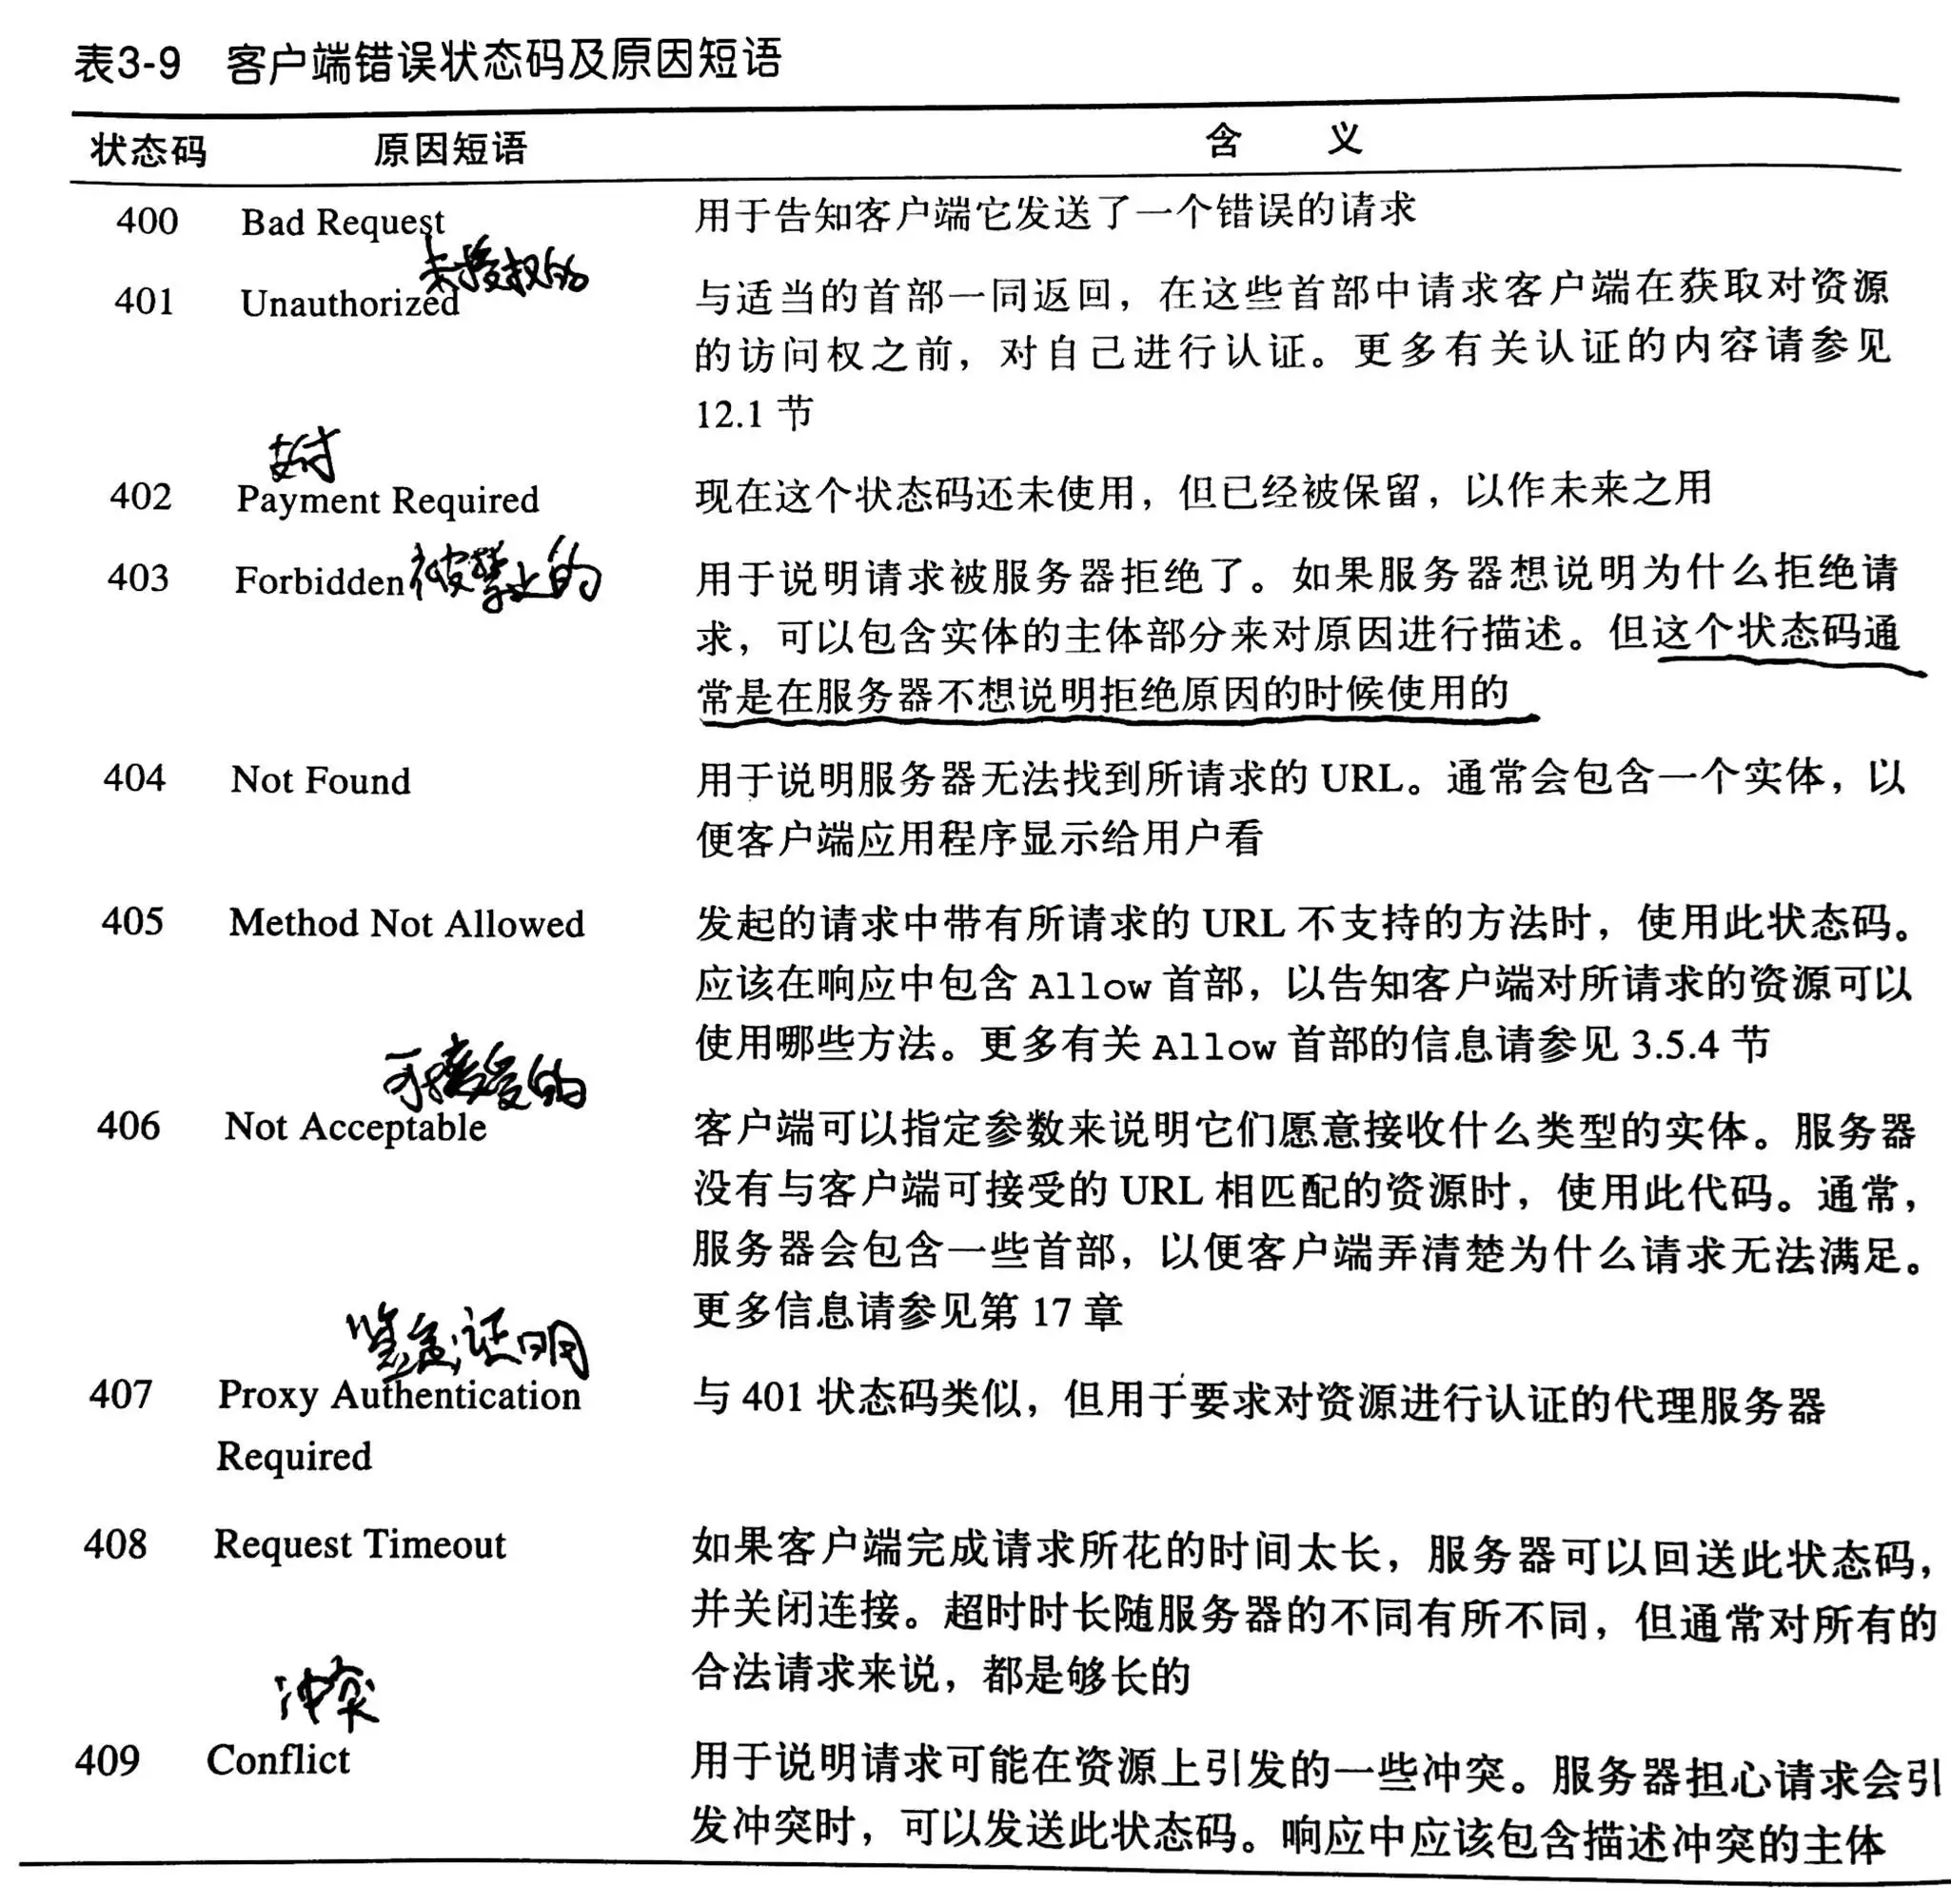 表3-9 客户端错误状态码及原因短语
状态码 原因短语 含 义
400 Bad Request 用于告知客户端它发送了一个错误的请求
未授权的
401 Unauthorized 与适当的首部一同返回，在这些首部中请求客户端在获取对资源
的访问权之前，对自己进行认证。更多有关认证的内容请参见
12.1 节
支付
402 Payment Required 现在这个状态码还未使用，但已经被保留，以作未来之用
403 Forbidden 被禁止的 用于说明请求被服务器拒绝了。如果服务器想说明为什么拒绝请
求，可以包含实体的主体部分来对原因进行描述。但这个状态码通
常是在服务器不想说明拒绝原因的时候使用的
404 Not Found 用于说明服务器无法找到所请求的 URL。通常会包含一个实体，以
便客户端应用程序显示给用户看
405 Method Not Allowed 发起的请求中带有所请求的 URL 不支持的方法时，使用此状态码。
应该在响应中包含 Allow 首部，以告知客户端对所请求的资源可以
使用哪些方法。更多有关 Allow 首部的信息请参见 3.5.4 节
可接受的
406 Not Acceptable 客户端可以指定参数来说明它们愿意接收什么类型的实体。服务器
没有与客户端可接受的 URL 相匹配的资源时，使用此代码。通常，
服务器会包含一些首部，以便客户端弄清楚为什么请求无法满足。
更多信息请参见第 17 章
鉴定;证明
407 Proxy Authentication 与 401 状态码类似，但用于要求对资源进行认证的代理服务器
Required
408 Request Timeout 如果客户端完成请求所花的时间太长，服务器可以回送此状态码，
并关闭连接。超时时长随服务器的不同有所不同，但通常对所有的
合法请求来说，都是够长的
冲突
409 Conflict 用于说明请求可能在资源上引发的一些冲突。服务器担心请求会引
发冲突时，可以发送此状态码。响应中应该包含描述冲突的主体